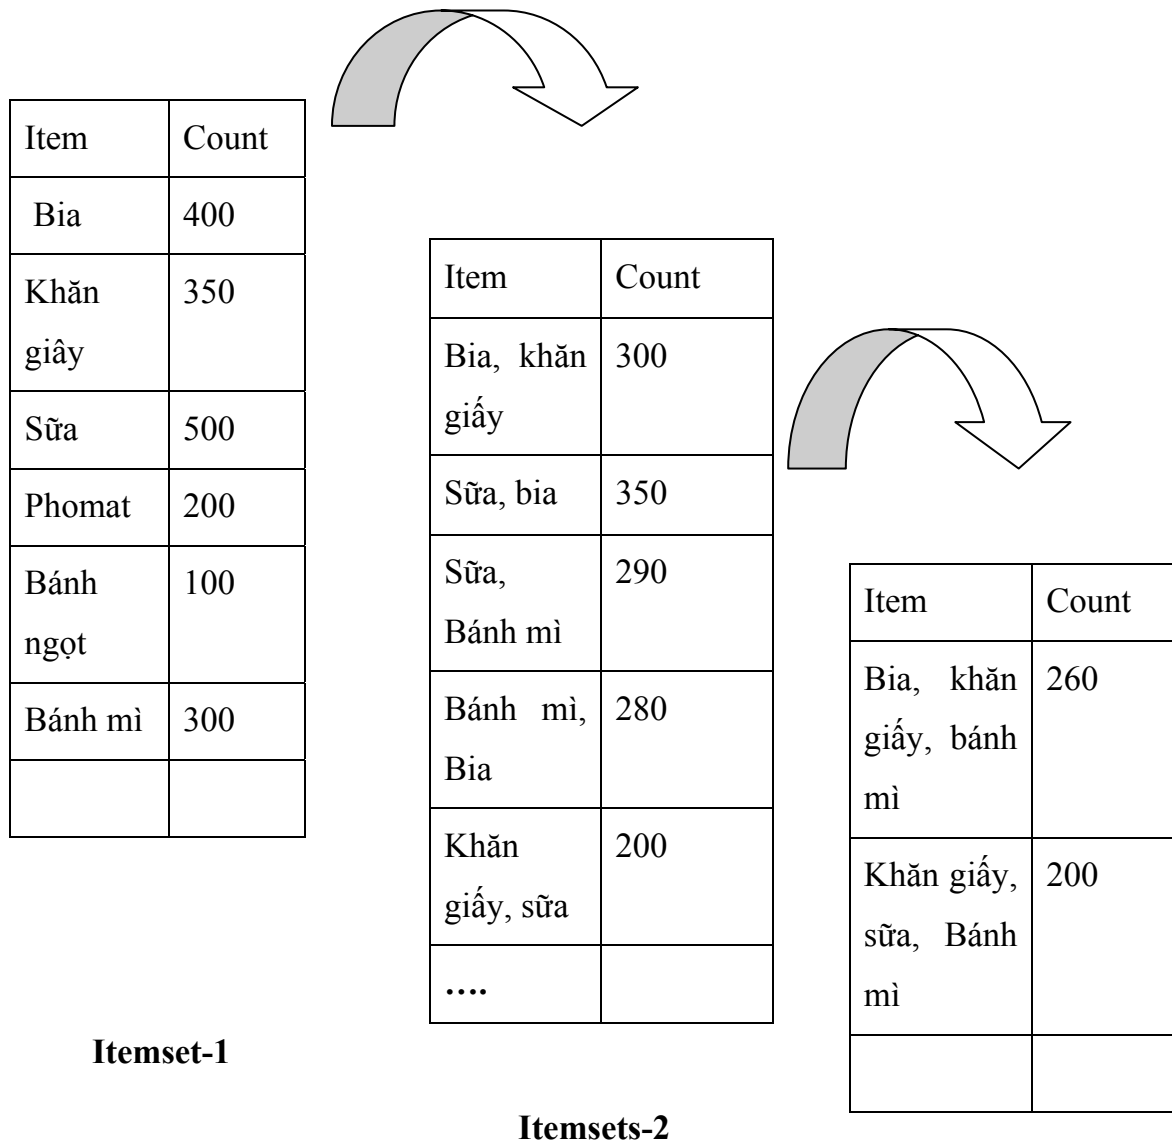 Item Count
Bia 400
Khăn 350
giây
Sữa 500
Phomat 200
Bánh 100
ngọt
Bánh mì 300
Itemset-1
Item Count
Bia, khăn 300
giấy
Sữa, bia 350
Sữa, 290
Bánh mì
Bánh mì, 280
Bia
Khăn 200
giấy, sữa
....
Itemsets-2
Item Count
Bia, khăn 260
giấy, bánh
mì
Khăn giấy, 200
sữa, Bánh
mì